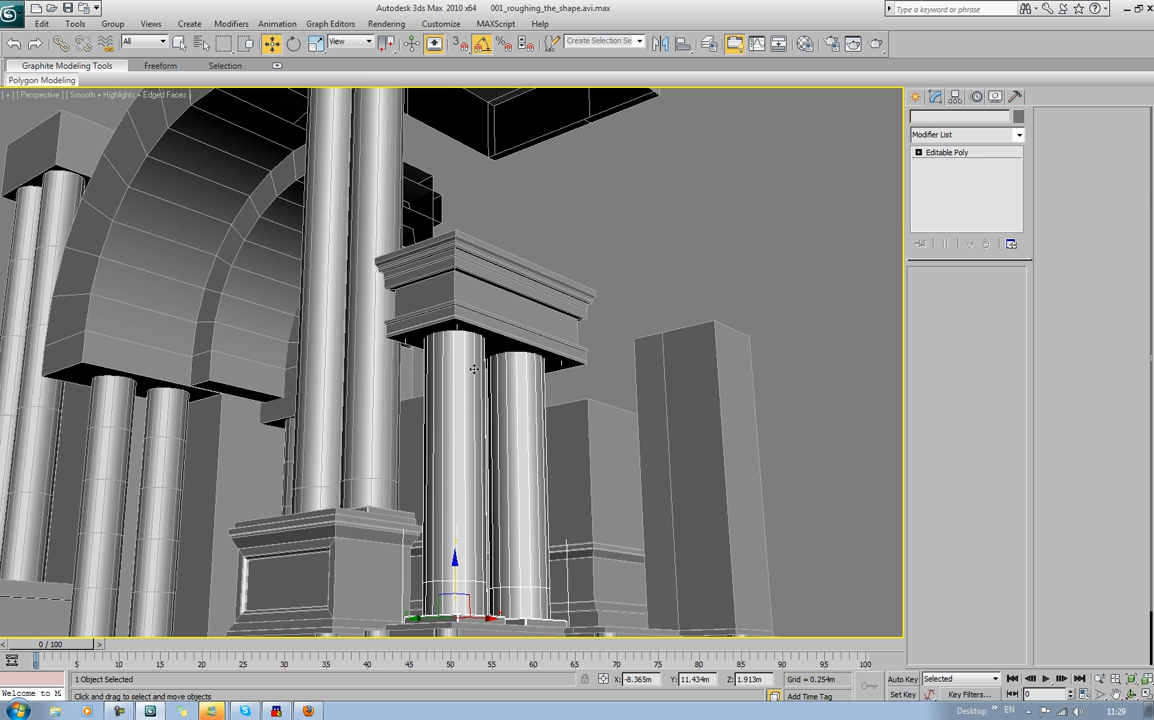 Autodesk 3ds Max 2010 x64 001_roughing_the_shape.avi.max
Type a keyword or phrase
Edit Tools Group Views Create Modifiers Animation Graph Editors Rendering Customize MAXScript Help
All View Create Selection Se
Graphite Modeling Tools Freeform Selection
Polygon Modeling
[ + ] [ Perspective ] [ Smooth + Highlights + Edged Faces ]
Modifier List
Editable Poly
0 / 100
0 5 10 15 20 25 30 35 40 45 50 55 60 65 70 75 80 85 90 95 100
1 Object Selected X: -8.365m Y: 11.434m Z: 1.913m Grid = 0.254m Auto Key Selected
Welcome to M Click and drag to select and move objects Add Time Tag Set Key Key Filters... 0
Desktop EN 11:29